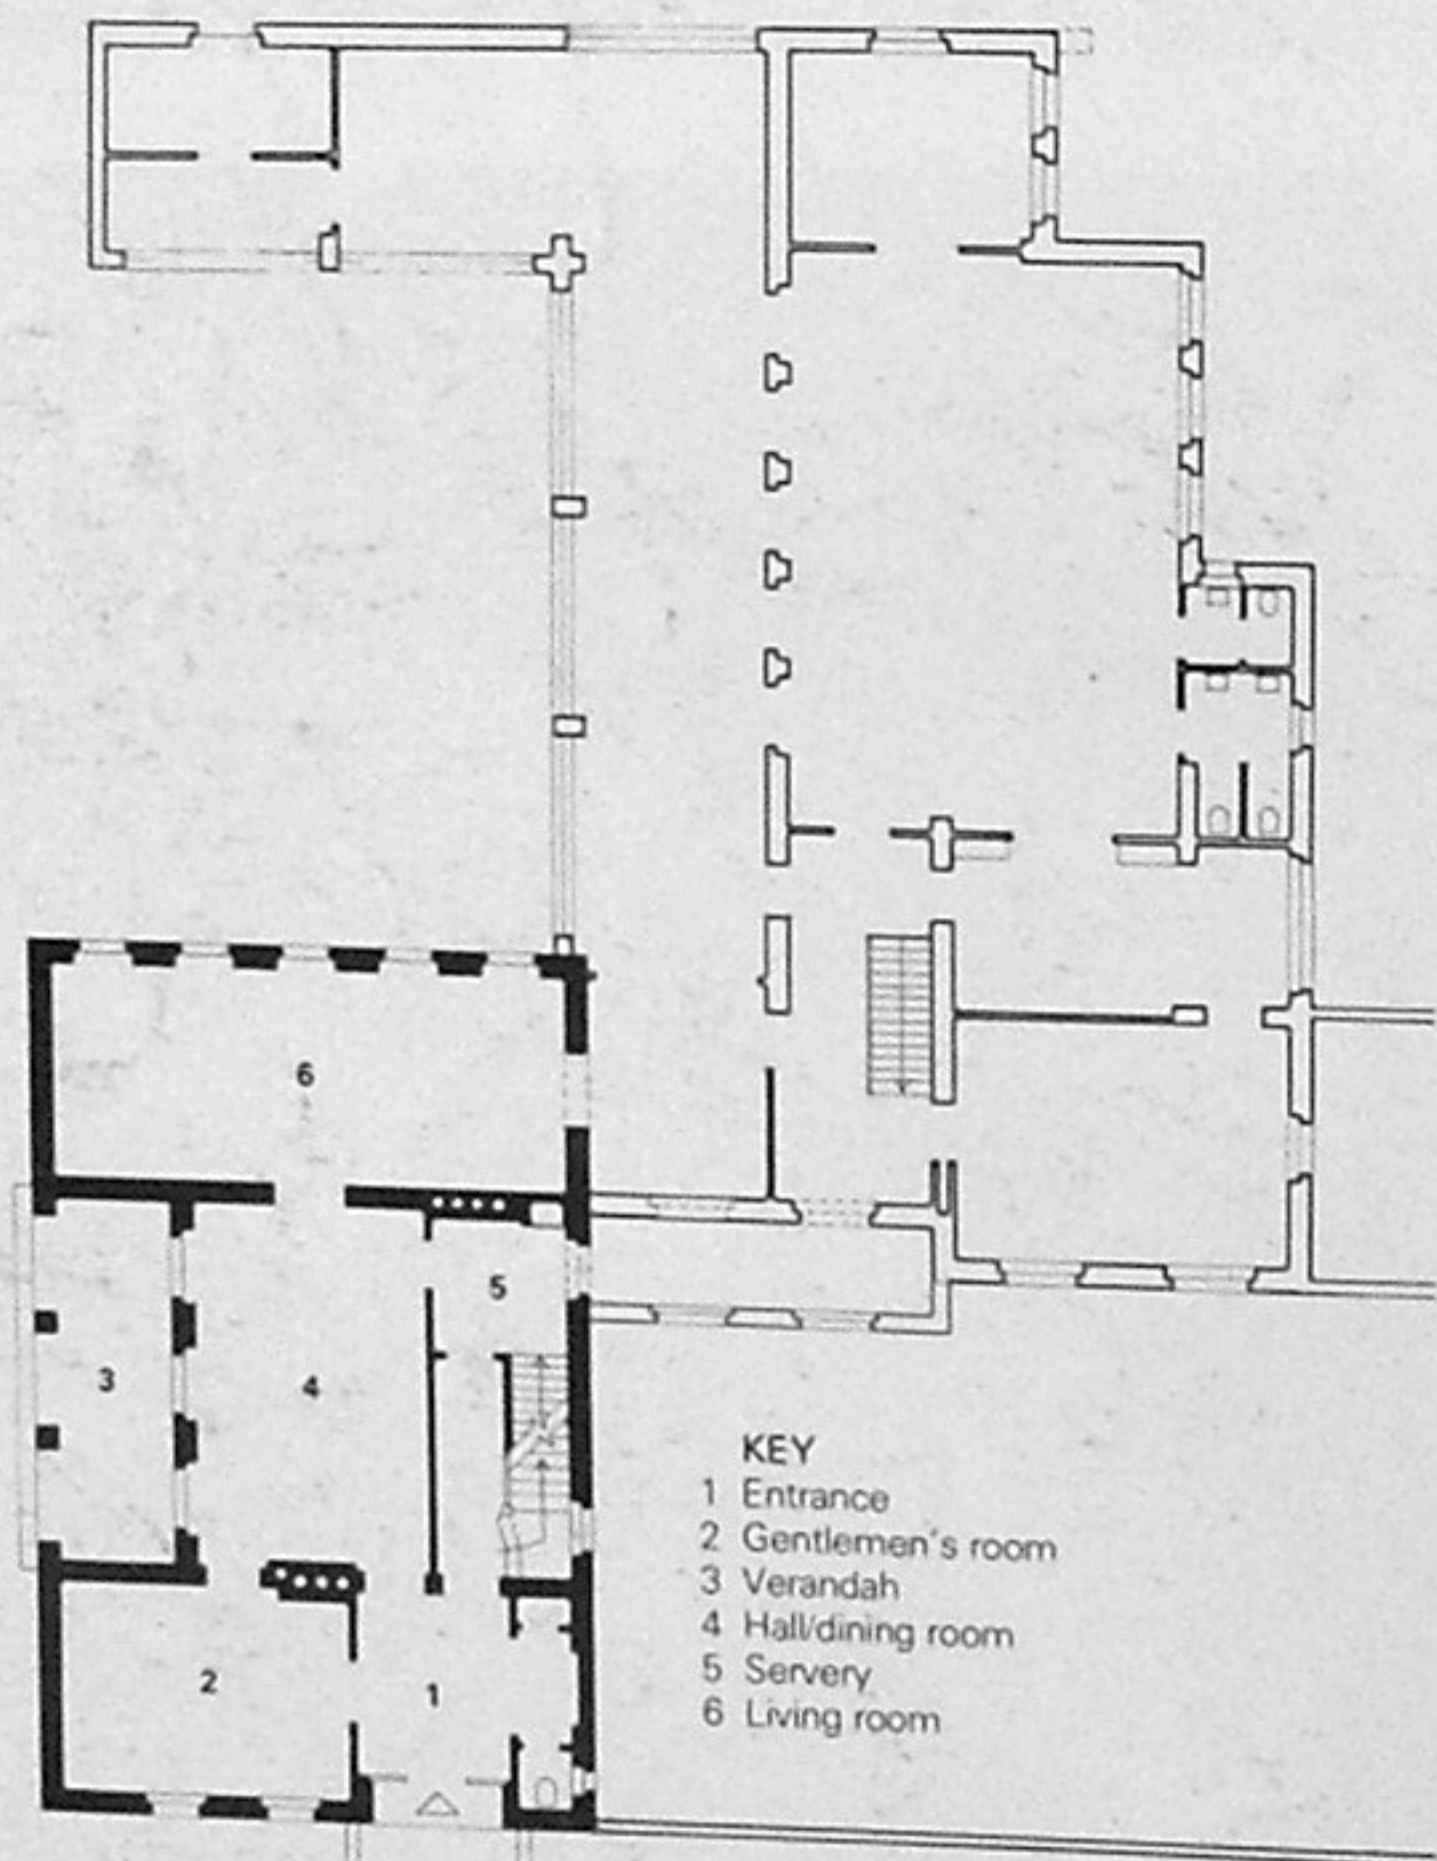 6
5
3
4
2
1
KEY
1 Entrance
2 Gentlemen's room
3 Verandah
4 Hall/dining room
5 Servery
6 Living room